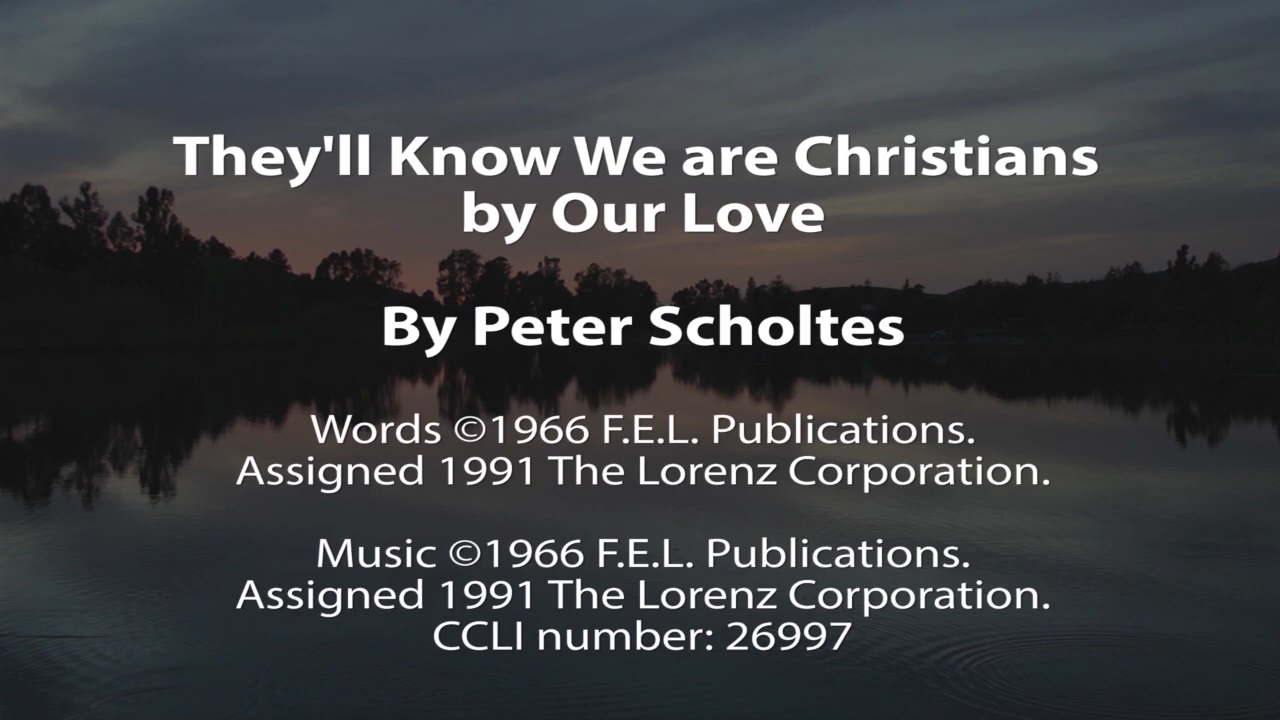 They'll Know We are Christians
by Our Love
By Peter Scholtes
Words ©1966 F.E.L. Publications.
Assigned 1991 The Lorenz Corporation.
Music ©1966 F.E.L. Publications.
Assigned 1991 The Lorenz Corporation.
CCLI number: 26997